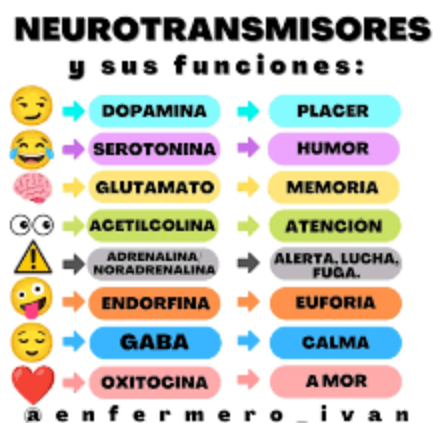 NEUROTRANSMISORES
y sus funciones:
DOPAMINA PLACER
SEROTONINA HUMOR
GLUTAMATO MEMORIA
ACETILCOLINA ATENCIÓN
ADRENALINA/ ALERTA, LUCHA,
NORADRENALINA FUGA.
ENDORFINA EUFORIA
GABA CALMA
OXITOCINA AMOR
@enfermero_ivan